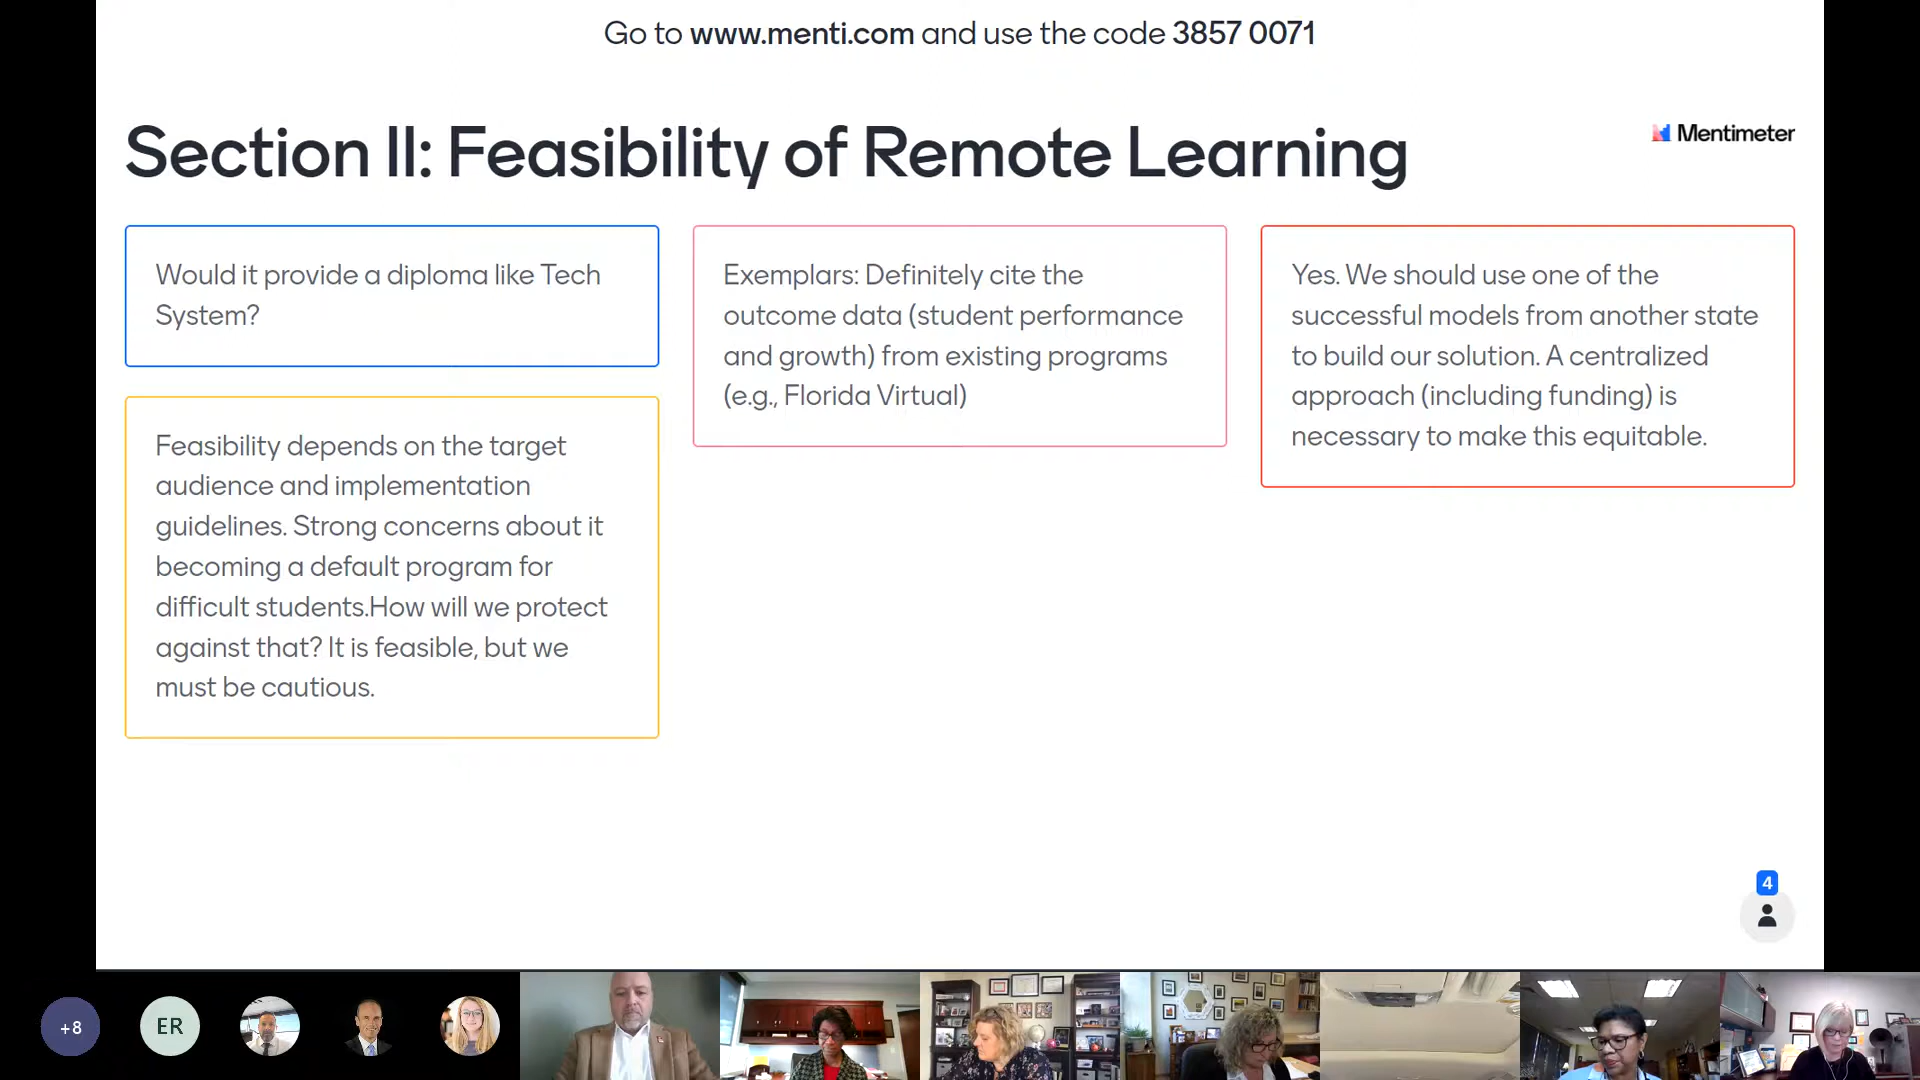 Go to www.menti.com and use the code 3857 0071
Section II: Feasibility of Remote Learning
Mentimeter
Would it provide a diploma like Tech
System?
Feasibility depends on the target
audience and implementation
guidelines. Strong concerns about it
becoming a default program for
difficult students.How will we protect
against that? It is feasible, but we
must be cautious.
Exemplars: Definitely cite the
outcome data (student performance
and growth) from existing programs
(e.g., Florida Virtual)
Yes. We should use one of the
successful models from another state
to build our solution. A centralized
approach (including funding) is
necessary to make this equitable.
4
+8
ER